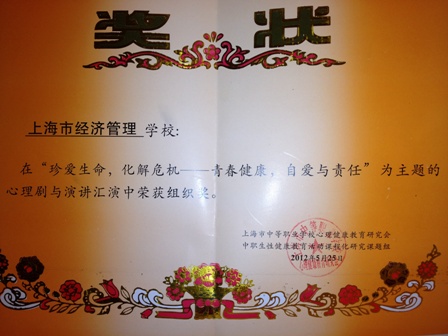 奖状
上海市经济管理 学校:
在“珍爱生命，化解危机——青春健康，自爱与责任”为主题的
心理剧与演讲汇演中荣获组织奖。
上海市中等职业学校心理健康教育研究会
中职生性健康教育活动课程化研究课题组
2012年5月25日